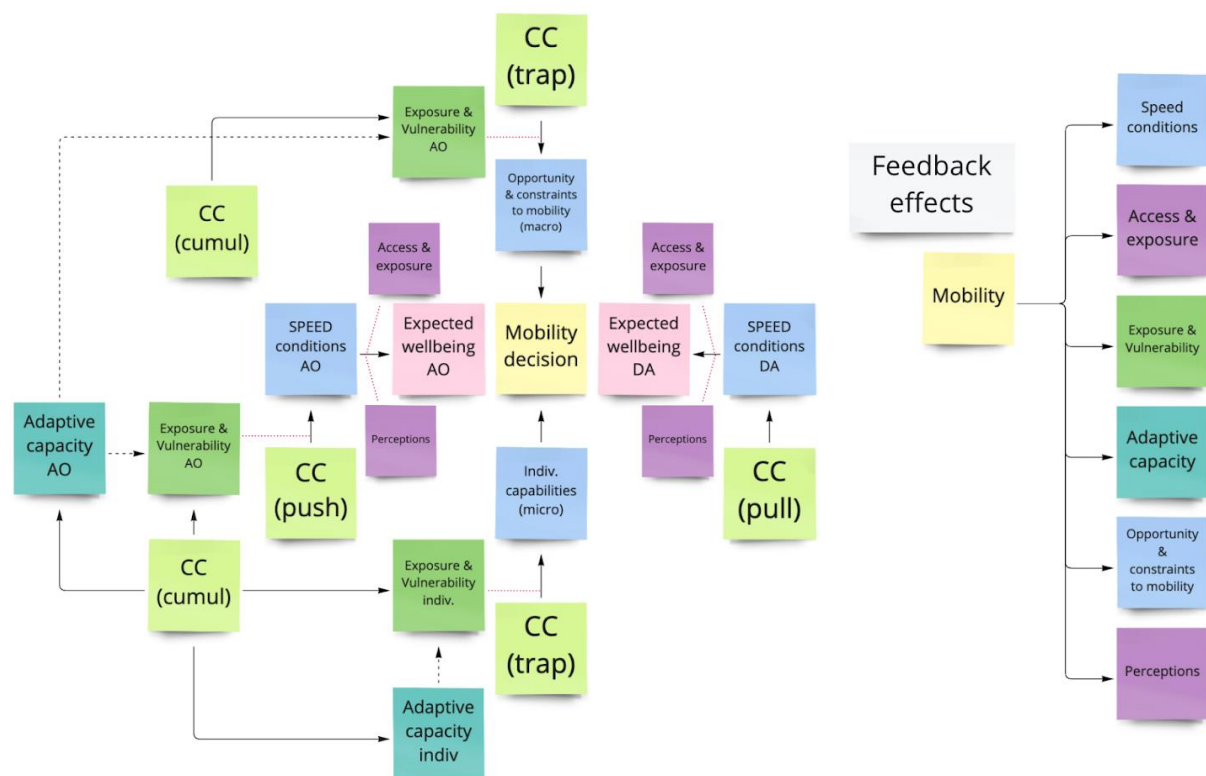 CC
(trap)
Exposure &
Vulnerability
AO
CC
(cumul)
Opportunity
& constraints
to mobility
(macro)
Access &
exposure
SPEED
conditions
AO
Expected
wellbeing
AO
Mobility
decision
Access &
exposure
Expected
wellbeing
DA
SPEED
conditions
DA
Adaptive
capacity
AO
Exposure &
Vulnerability
AO
CC
(push)
Perceptions
Indiv.
capabilities
(micro)
Perceptions
CC
(pull)
CC
(cumul)
Exposure &
Vulnerability
indiv.
CC
(trap)
Adaptive
capacity
indiv
Feedback
effects
Mobility
Speed
conditions
Access &
exposure
Exposure &
Vulnerability
Adaptive
capacity
Opportunity
&
constraints
to mobility
Perceptions